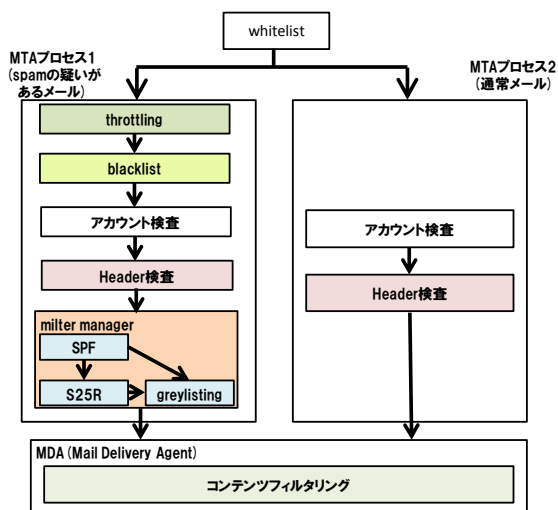 whitelist
MTAプロセス1
(spamの疑いが
あるメール)
MTAプロセス2
(通常メール)
throttling
blacklist
アカウント検査
Header検査
milter manager
SPF
S25R
greylisting
アカウント検査
Header検査
MDA (Mail Delivery Agent)
コンテンツフィルタリング